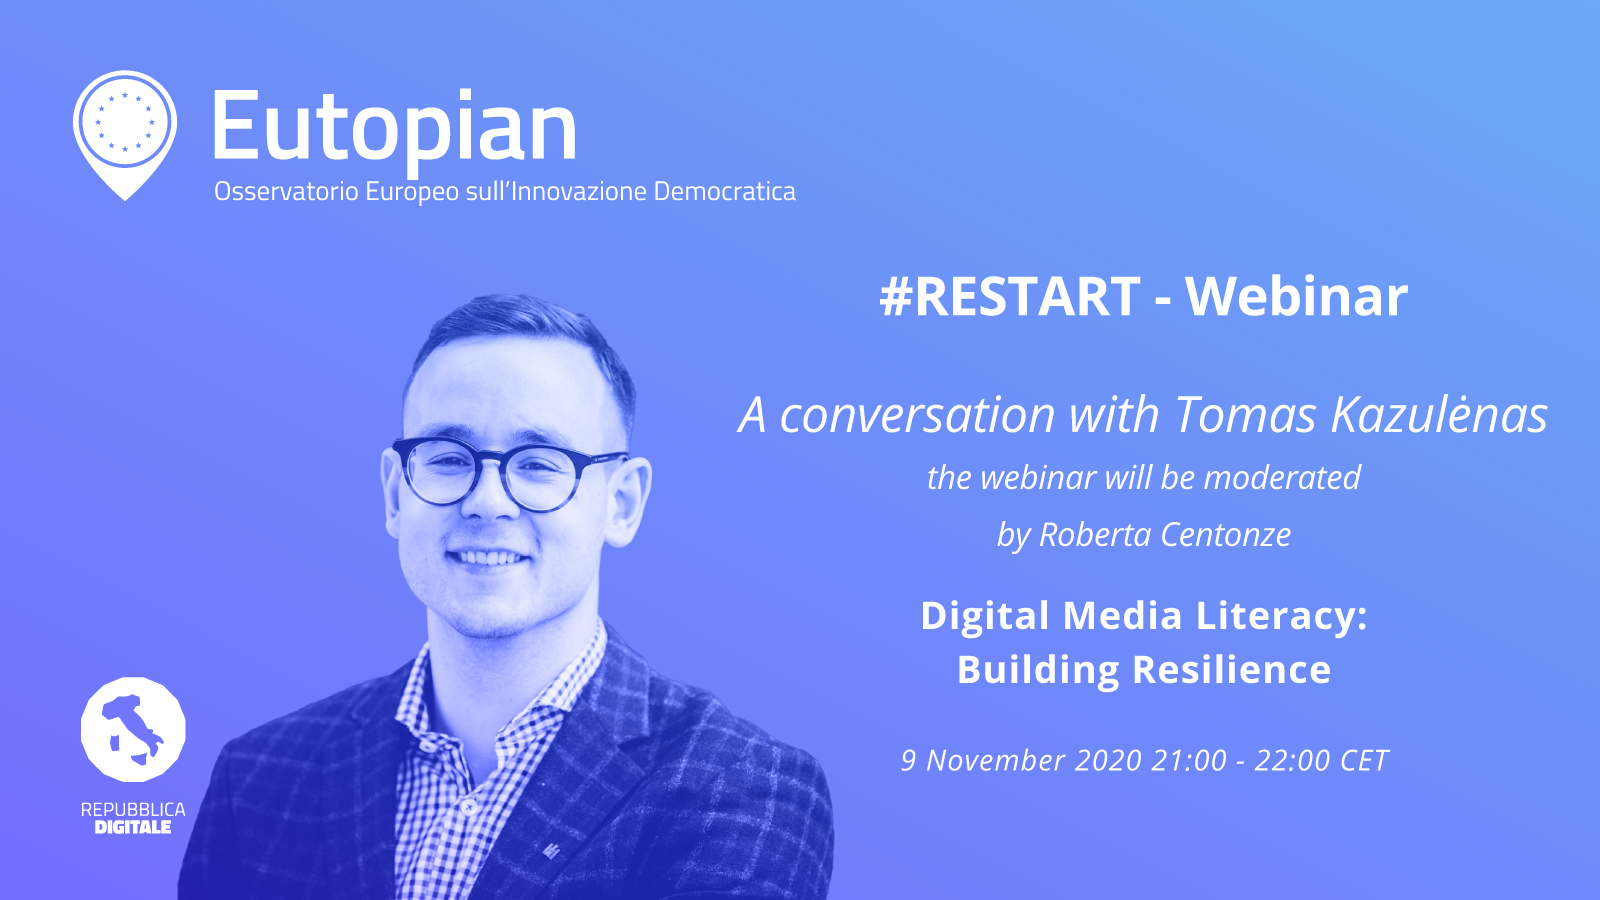 Eutopian
Osservatorio Europeo sull'Innovazione Democratica
#RESTART - Webinar
A conversation with Tomas Kazulėnas
the webinar will be moderated
by Roberta Centonze
Digital Media Literacy:
Building Resilience
9 November 2020 21:00 - 22:00 CET
REPUBBLICA
DIGITALE